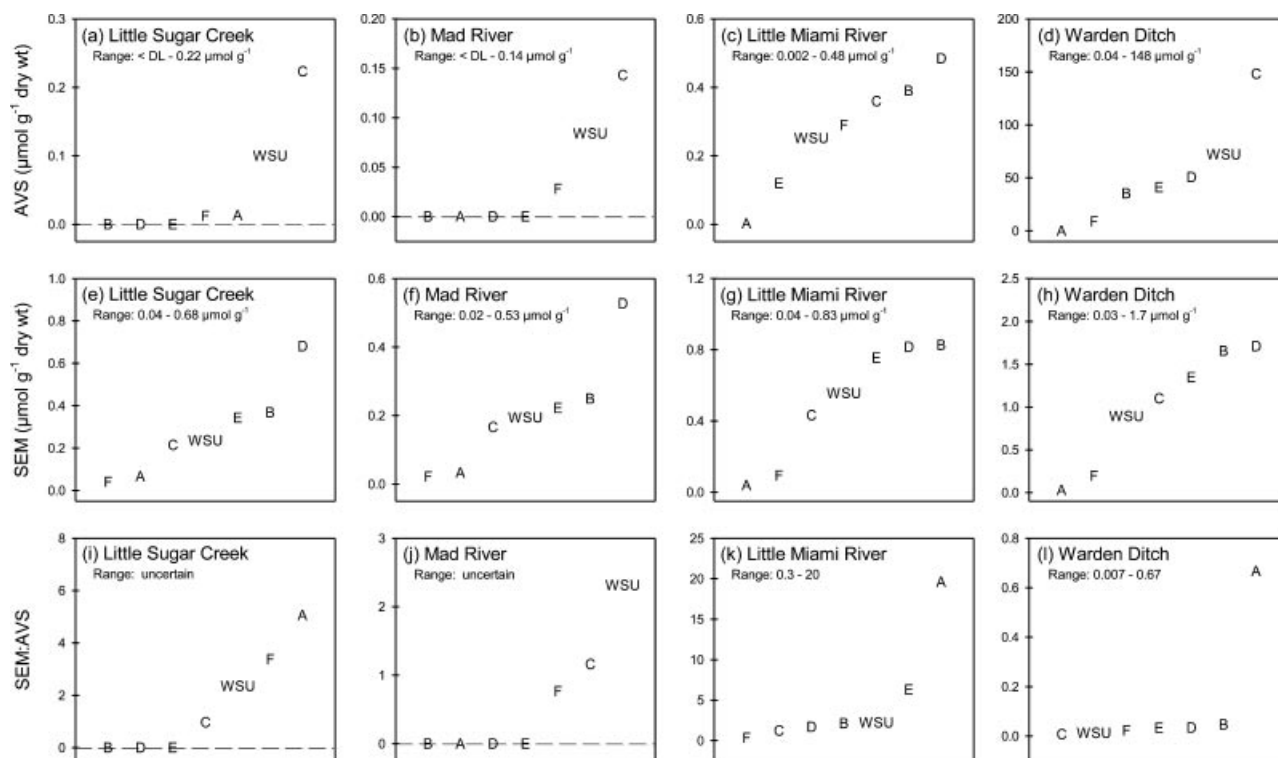 (a) Little Sugar Creek
Range: < DL - 0.22 µmol g⁻¹
AVS (µmol g⁻¹ dry wt)
0.3
0.2
0.1
0.0
B D E F A WSU C
(b) Mad River
Range: < DL - 0.14 µmol g⁻¹
0.20
0.15
0.10
0.05
0.00
B A D E F WSU C
(c) Little Miami River
Range: 0.002 - 0.48 µmol g⁻¹
0.6
0.4
0.2
0.0
A E WSU F C B D
(d) Warden Ditch
Range: 0.04 - 148 µmol g⁻¹
200
150
100
50
0
A F B E D WSU C
(e) Little Sugar Creek
Range: 0.04 - 0.68 µmol g⁻¹
SEM (µmol g⁻¹ dry wt)
1.0
0.8
0.6
0.4
0.2
0.0
F A C WSU E B D
(f) Mad River
Range: 0.02 - 0.53 µmol g⁻¹
0.6
0.4
0.2
0.0
F A C WSU E B D
(g) Little Miami River
Range: 0.04 - 0.83 µmol g⁻¹
1.2
0.8
0.4
0.0
A F C WSU E D B
(h) Warden Ditch
Range: 0.03 - 1.7 µmol g⁻¹
2.5
2.0
1.5
1.0
0.5
0.0
A F WSU C E B D
(i) Little Sugar Creek
Range: uncertain
SEM:AVS
8
6
4
2
0
B D E C WSU F A
(j) Mad River
Range: uncertain
3
2
1
0
B A D E F C WSU
(k) Little Miami River
Range: 0.3 - 20
25
20
15
10
5
0
F C D B WSU E A
(l) Warden Ditch
Range: 0.007 - 0.67
0.8
0.6
0.4
0.2
0.0
C WSU F E D B A